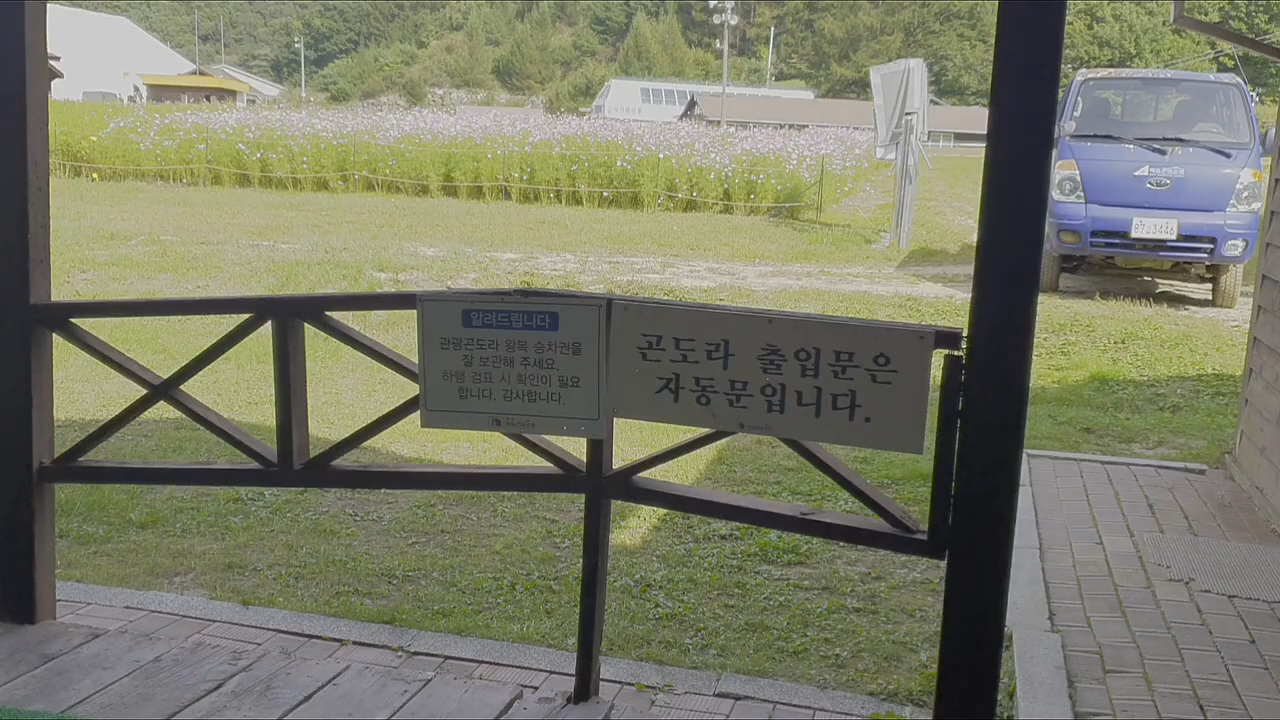 알려드립니다
관광곤도라 왕복 승차권을
잘 보관해 주세요.
하행 검표 시 확인이 필요
합니다. 감사합니다.
곤도라 출입문은
자동문입니다.
KIA